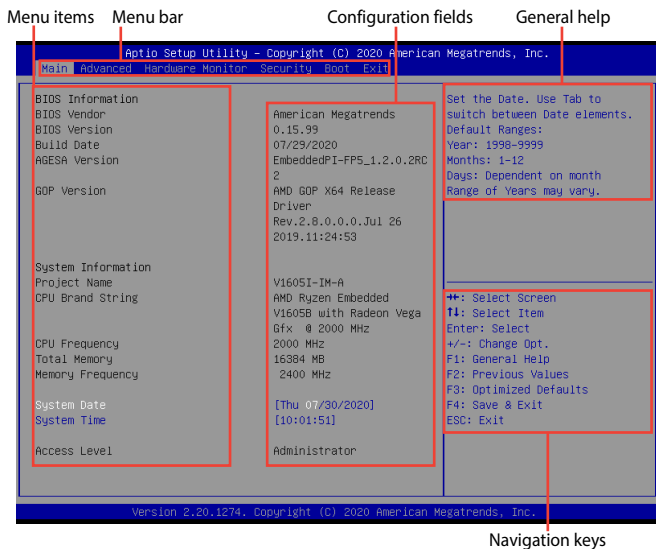 Menu items Menu bar Configuration fields General help
Aptio Setup Utility – Copyright (C) 2020 American Megatrends, Inc.
Main Advanced Hardware Monitor Security Boot Exit
BIOS Information
BIOS Vendor American Megatrends
BIOS Version 0.15.99
Build Date 07/29/2020
AGESA Version EmbeddedPI-FP5_1.2.0.2RC
2
GOP Version AMD GOP X64 Release
Driver
Rev.2.8.0.0.0.Jul 26
2019.11:24:53
System Information
Project Name V1605I-IM-A
CPU Brand String AMD Ryzen Embedded
V1605B with Radeon Vega
Gfx @ 2000 MHz
CPU Frequency 2000 MHz
Total Memory 16384 MB
Memory Frequency 2400 MHz
System Date [Thu 07/30/2020]
System Time [10:01:51]
Access Level Administrator
Set the Date. Use Tab to
switch between Date elements.
Default Ranges:
Year: 1998-9999
Months: 1-12
Days: Dependent on month
Range of Years may vary.
→←: Select Screen
↑↓: Select Item
Enter: Select
+/-: Change Opt.
F1: General Help
F2: Previous Values
F3: Optimized Defaults
F4: Save & Exit
ESC: Exit
Version 2.20.1274. Copyright (C) 2020 American Megatrends, Inc.
Navigation keys